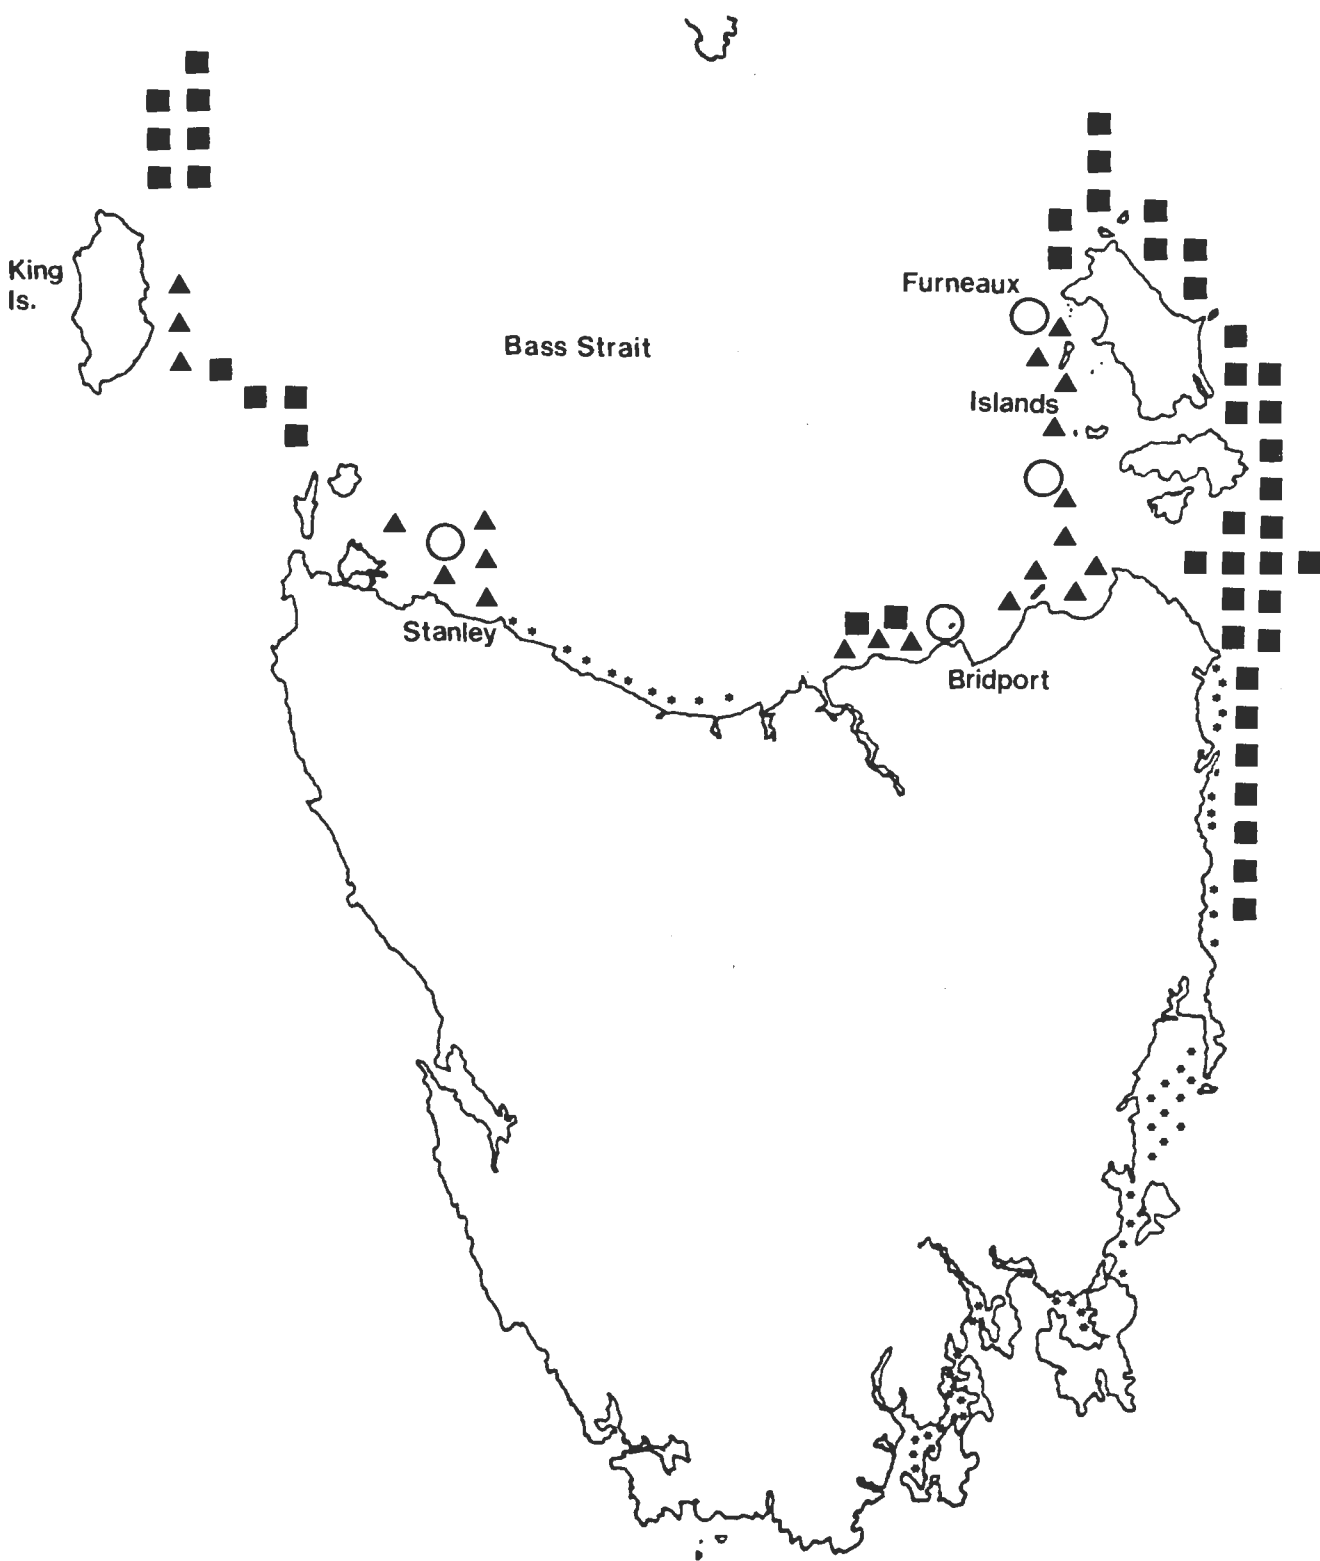 King
Is.
Furneaux
Bass Strait
Islands
Stanley
Bridport